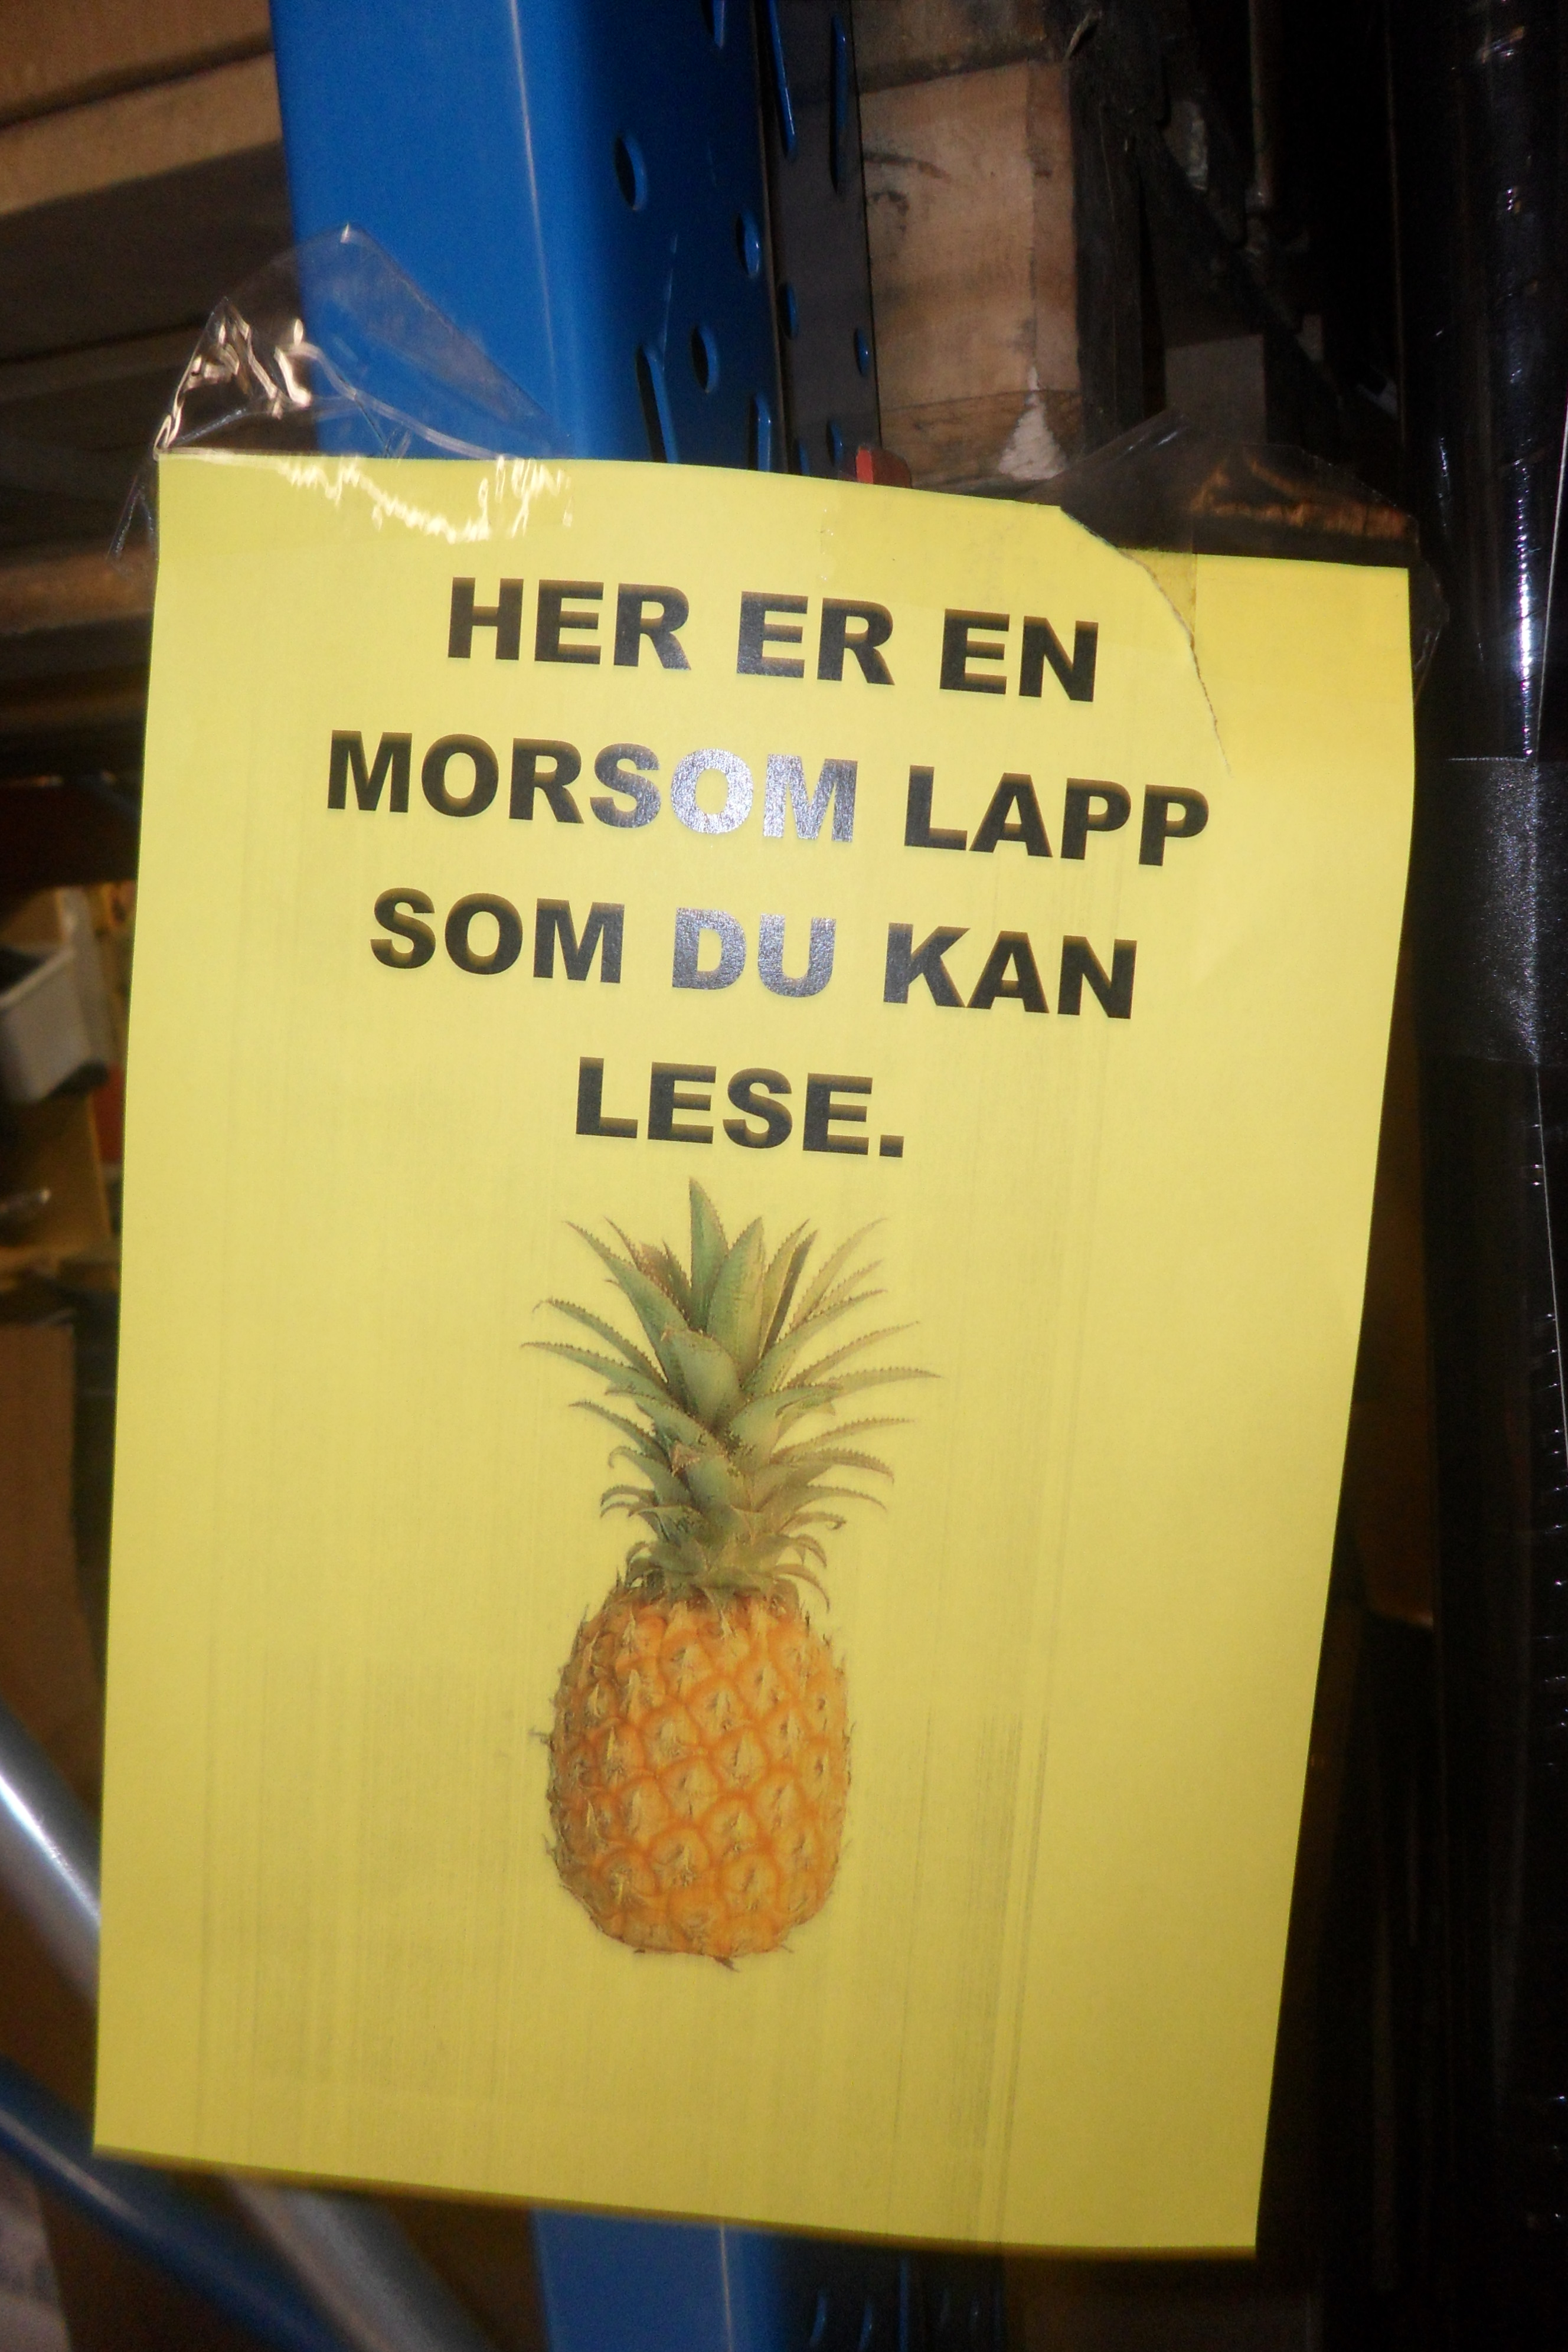 HER ER EN
MORSOM LAPP
SOM DU KAN
LESE.